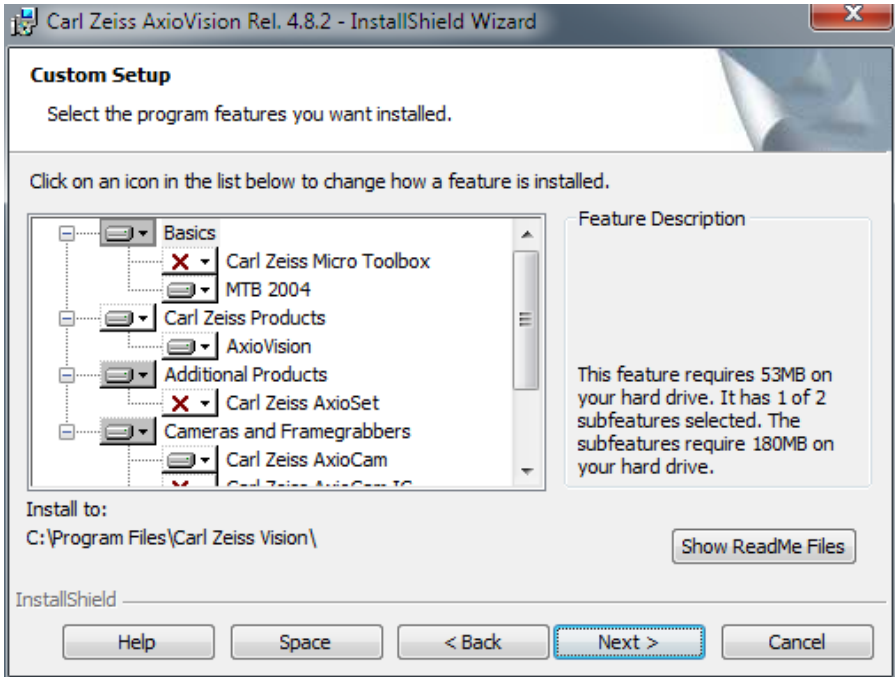 Carl Zeiss AxioVision Rel. 4.8.2 - InstallShield Wizard
Custom Setup
Select the program features you want installed.
Click on an icon in the list below to change how a feature is installed.
Basics
Carl Zeiss Micro Toolbox
MTB 2004
Carl Zeiss Products
AxioVision
Additional Products
Carl Zeiss AxioSet
Cameras and Framegrabbers
Carl Zeiss AxioCam
Carl Zeiss AxioCam IC
Feature Description
This feature requires 53MB on
your hard drive. It has 1 of 2
subfeatures selected. The
subfeatures require 180MB on
your hard drive.
Install to:
C:\Program Files\Carl Zeiss Vision\
Show ReadMe Files
InstallShield
Help
Space
< Back
Next >
Cancel